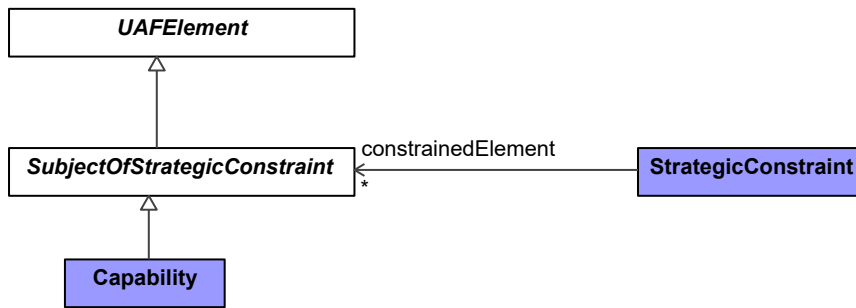 UAFElement
SubjectOfStrategicConstraint
constrainedElement
*
StrategicConstraint
Capability